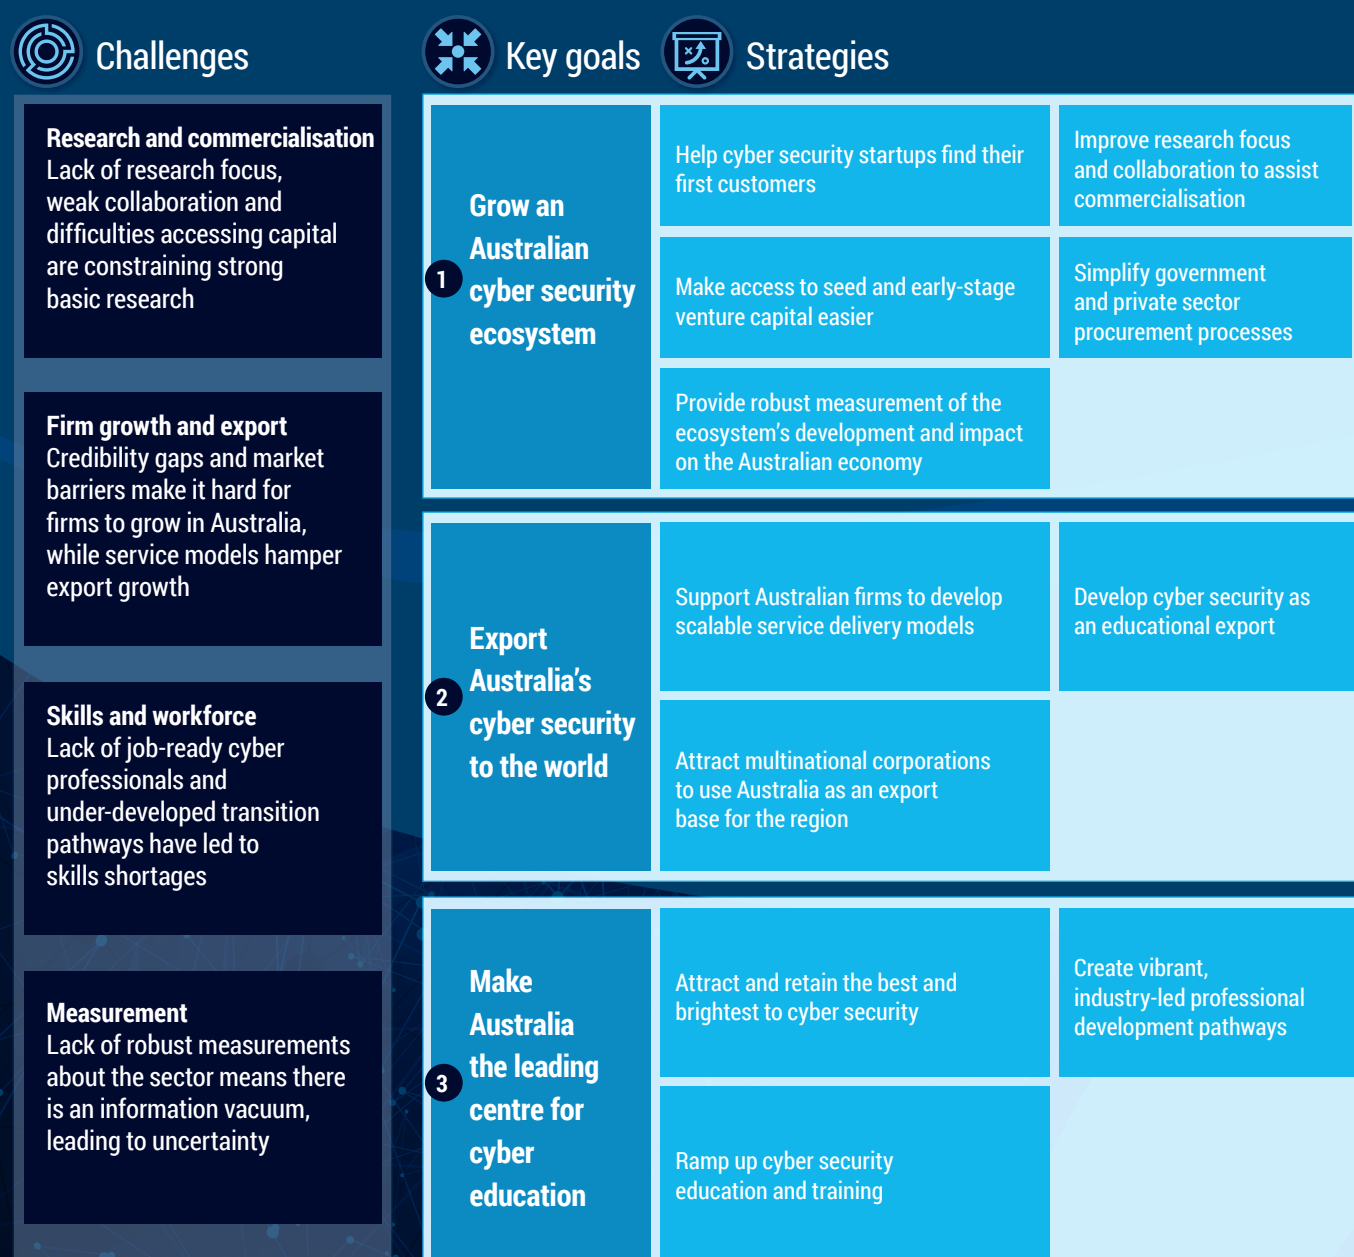 Challenges
Research and commercialisation
Lack of research focus,
weak collaboration and
difficulties accessing capital
are constraining strong
basic research
Firm growth and export
Credibility gaps and market
barriers make it hard for
firms to grow in Australia,
while service models hamper
export growth
Skills and workforce
Lack of job-ready cyber
professionals and
under-developed transition
pathways have led to
skills shortages
Measurement
Lack of robust measurements
about the sector means there
is an information vacuum,
leading to uncertainty
Key goals
Strategies
1
Grow an
Australian
cyber security
ecosystem
Help cyber security startups find their
first customers
Improve research focus
and collaboration to assist
commercialisation
Make access to seed and early-stage
venture capital easier
Simplify government
and private sector
procurement processes
Provide robust measurement of the
ecosystem's development and impact
on the Australian economy
2
Export
Australia's
cyber security
to the world
Support Australian firms to develop
scalable service delivery models
Develop cyber security as
an educational export
Attract multinational corporations
to use Australia as an export
base for the region
3
Make
Australia
the leading
centre for
cyber
education
Attract and retain the best and
brightest to cyber security
Create vibrant,
industry-led professional
development pathways
Ramp up cyber security
education and training